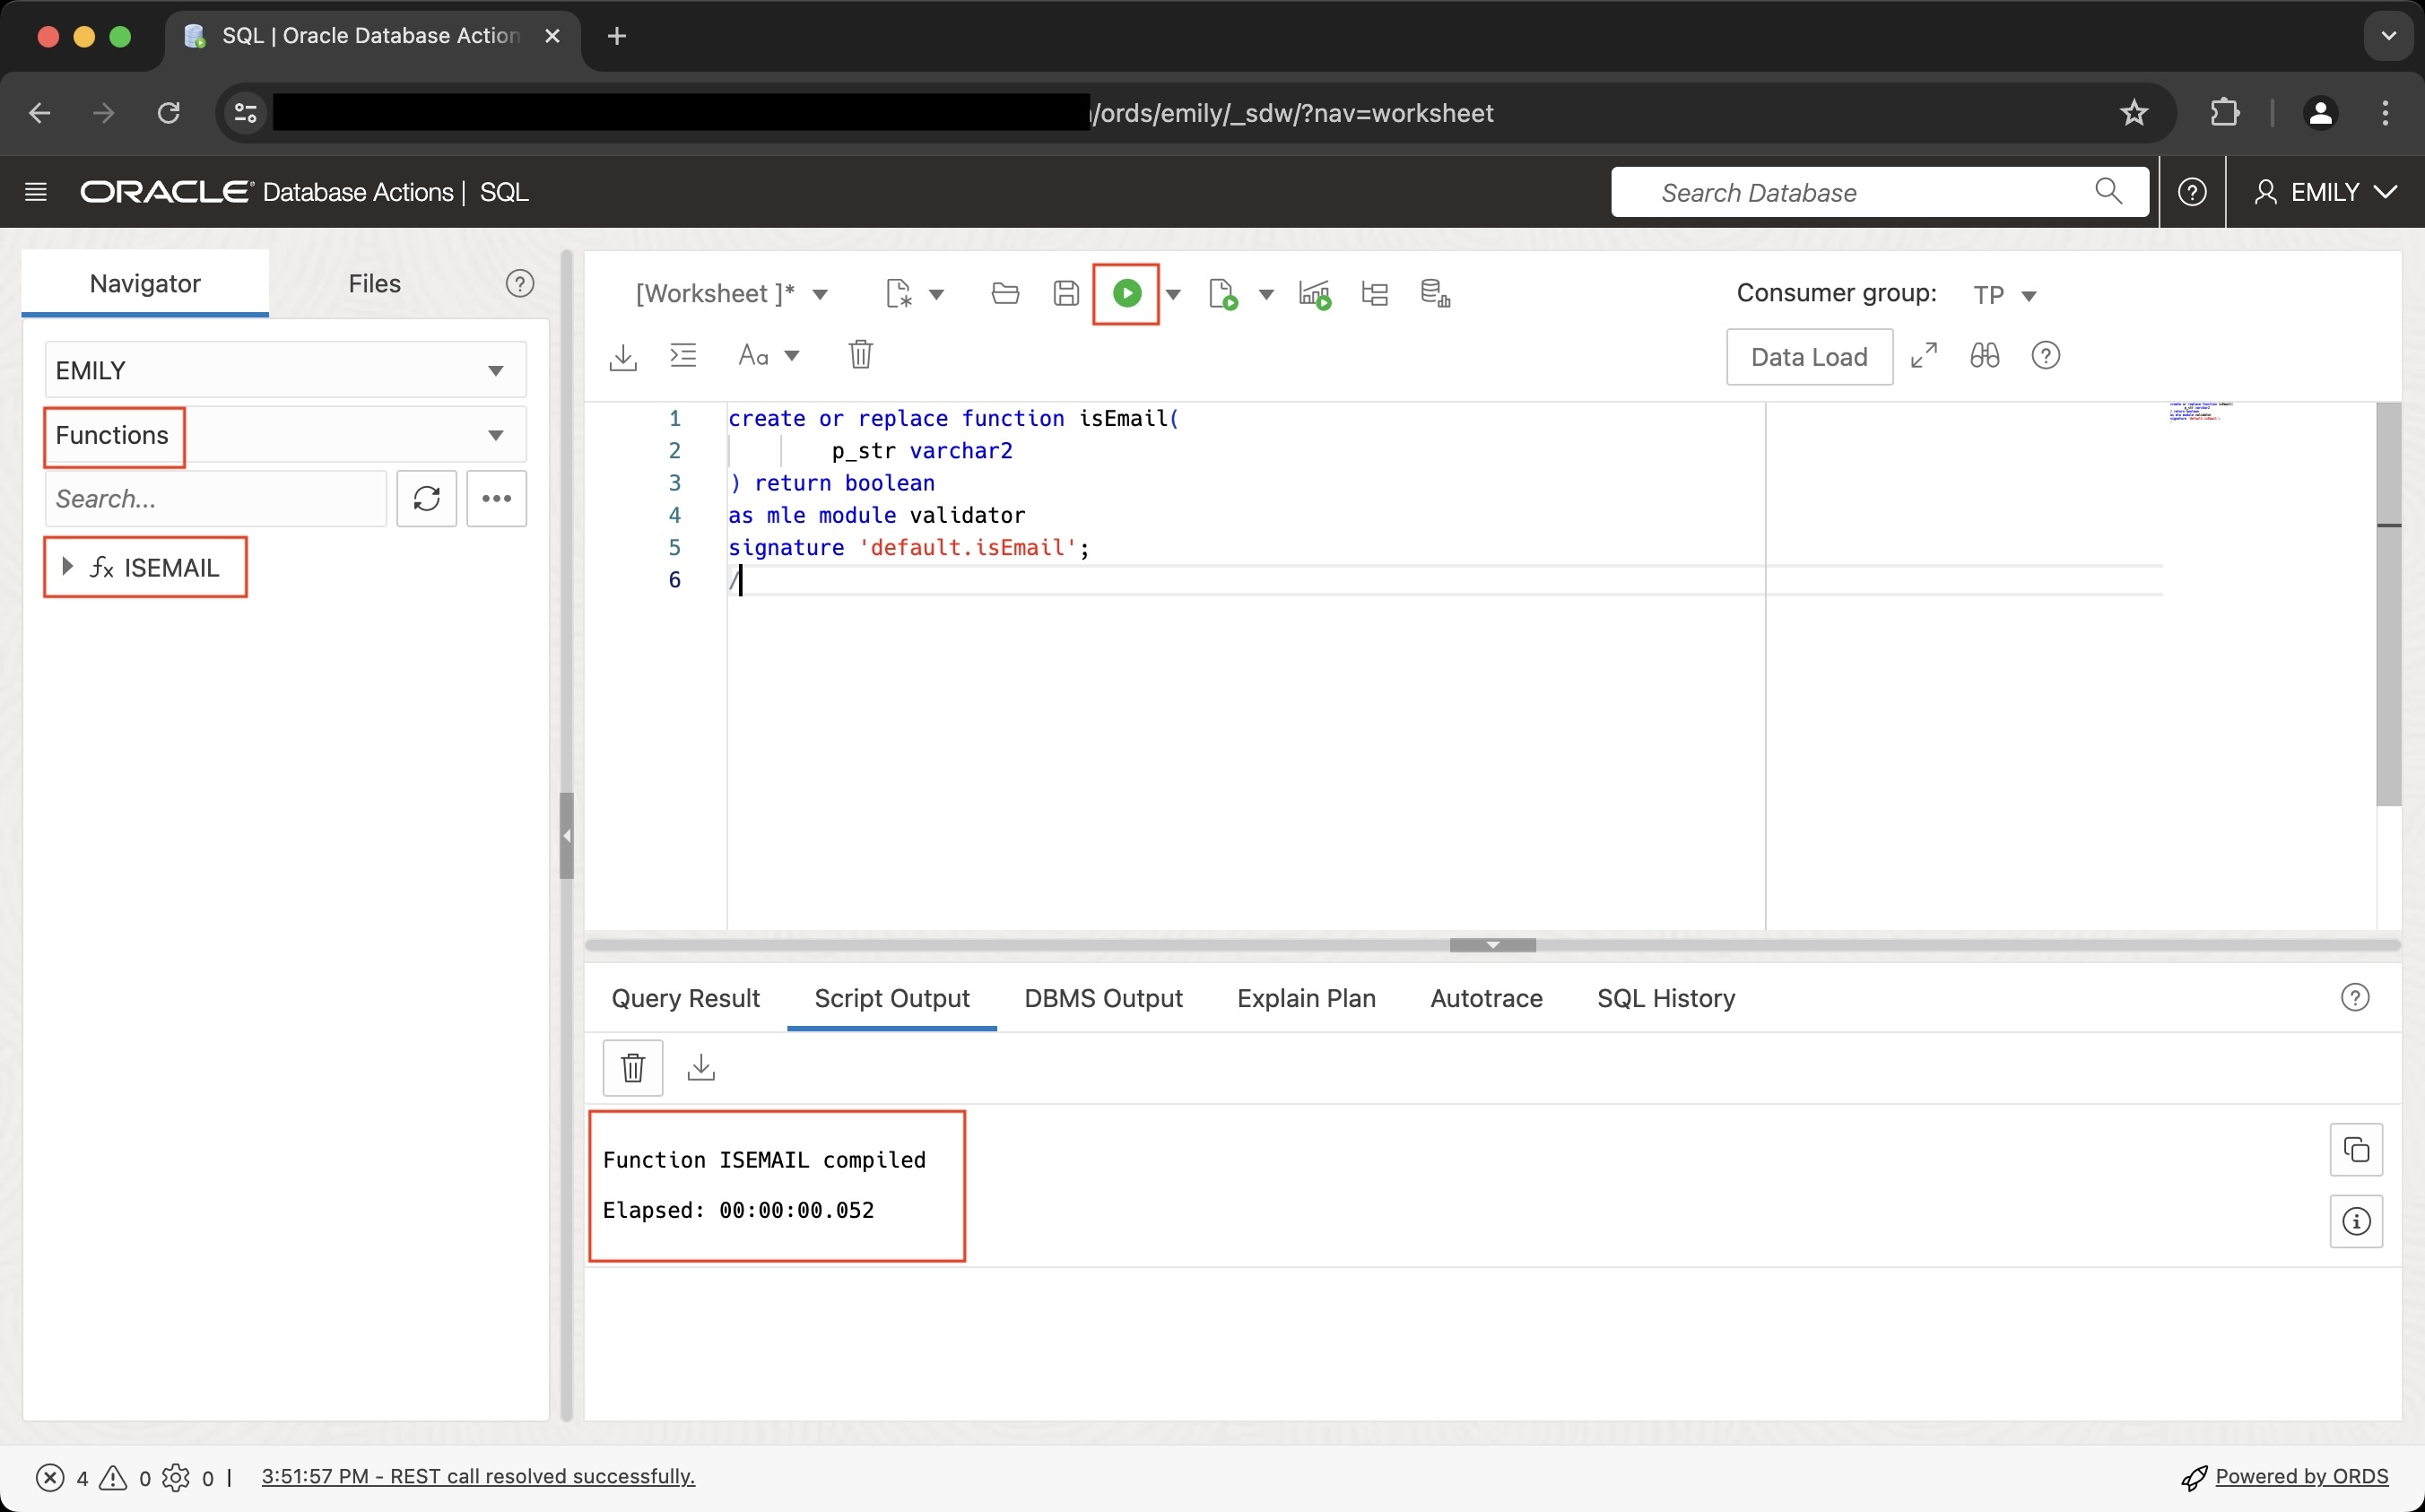 SQL | Oracle Database Action
/ords/emily/_sdw/?nav=worksheet
ORACLE Database Actions | SQL
Search Database
EMILY
Navigator
Files
EMILY
Functions
Search...
fx ISEMAIL
[Worksheet ]*
Consumer group: TP
Aa
Data Load
1 create or replace function isEmail(
2 p_str varchar2
3 ) return boolean
4 as mle module validator
5 signature 'default.isEmail';
6 /
Query Result
Script Output
DBMS Output
Explain Plan
Autotrace
SQL History
Function ISEMAIL compiled
Elapsed: 00:00:00.052
4 0 0 | 3:51:57 PM - REST call resolved successfully.
Powered by ORDS